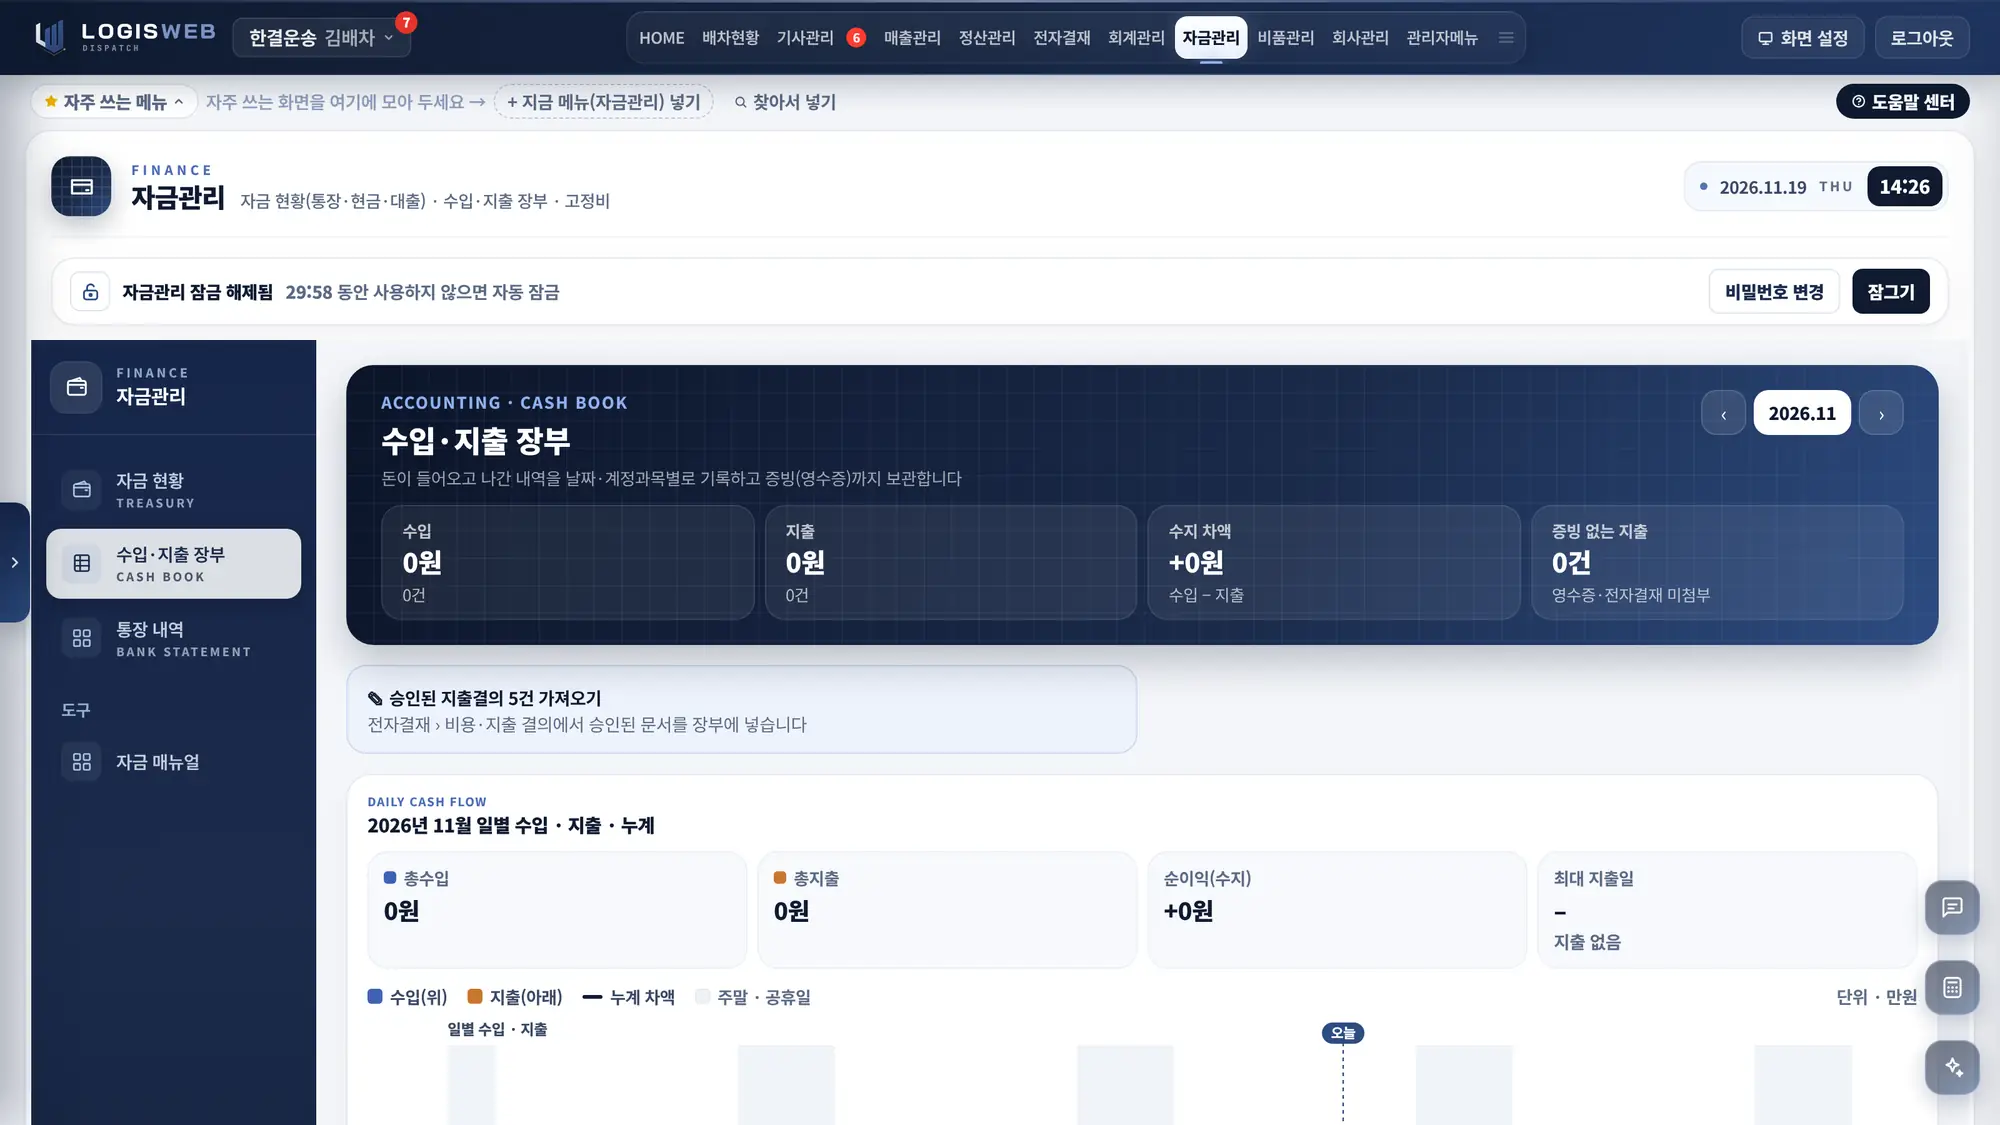 LOGISWEB
DISPATCH
한결운송 김배차
7
HOME 배차현황 기사관리 6 매출관리 정산관리 전자결재 회계관리 자금관리 비품관리 회사관리 관리자메뉴
화면 설정
로그아웃
자주 쓰는 메뉴
자주 쓰는 화면을 여기에 모아 두세요 →
+ 지금 메뉴(자금관리) 넣기
찾아서 넣기
도움말 센터
FINANCE
자금관리 자금 현황(통장·현금·대출) · 수입·지출 장부 · 고정비
2026.11.19 THU 14:26
자금관리 잠금 해제됨 29:58 동안 사용하지 않으면 자동 잠금
비밀번호 변경
잠그기
FINANCE
자금관리
자금 현황
TREASURY
수입·지출 장부
CASH BOOK
통장 내역
BANK STATEMENT
도구
자금 매뉴얼
ACCOUNTING · CASH BOOK
수입·지출 장부
돈이 들어오고 나간 내역을 날짜·계정과목별로 기록하고 증빙(영수증)까지 보관합니다
‹ 2026.11 ›
수입
0원
0건
지출
0원
0건
수지 차액
+0원
수입 − 지출
증빙 없는 지출
0건
영수증·전자결재 미첨부
승인된 지출결의 5건 가져오기
전자결재 › 비용·지출 결의에서 승인된 문서를 장부에 넣습니다
DAILY CASH FLOW
2026년 11월 일별 수입 · 지출 · 누계
총수입
0원
총지출
0원
순이익(수지)
+0원
최대 지출일
–
지출 없음
수입(위) 지출(아래) 누계 차액 주말 · 공휴일
단위 · 만원
일별 수입 · 지출
오늘